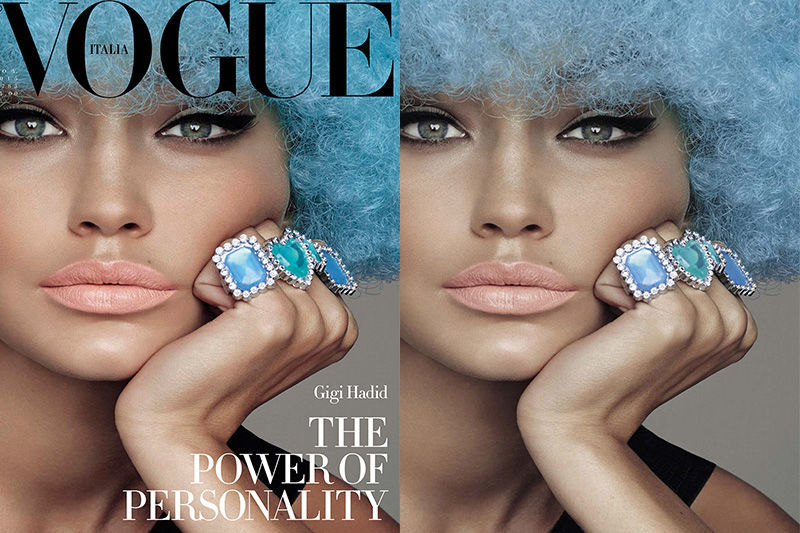 VOGUE
ITALIA
Gigi Hadid
THE
POWER OF
PERSONALITY